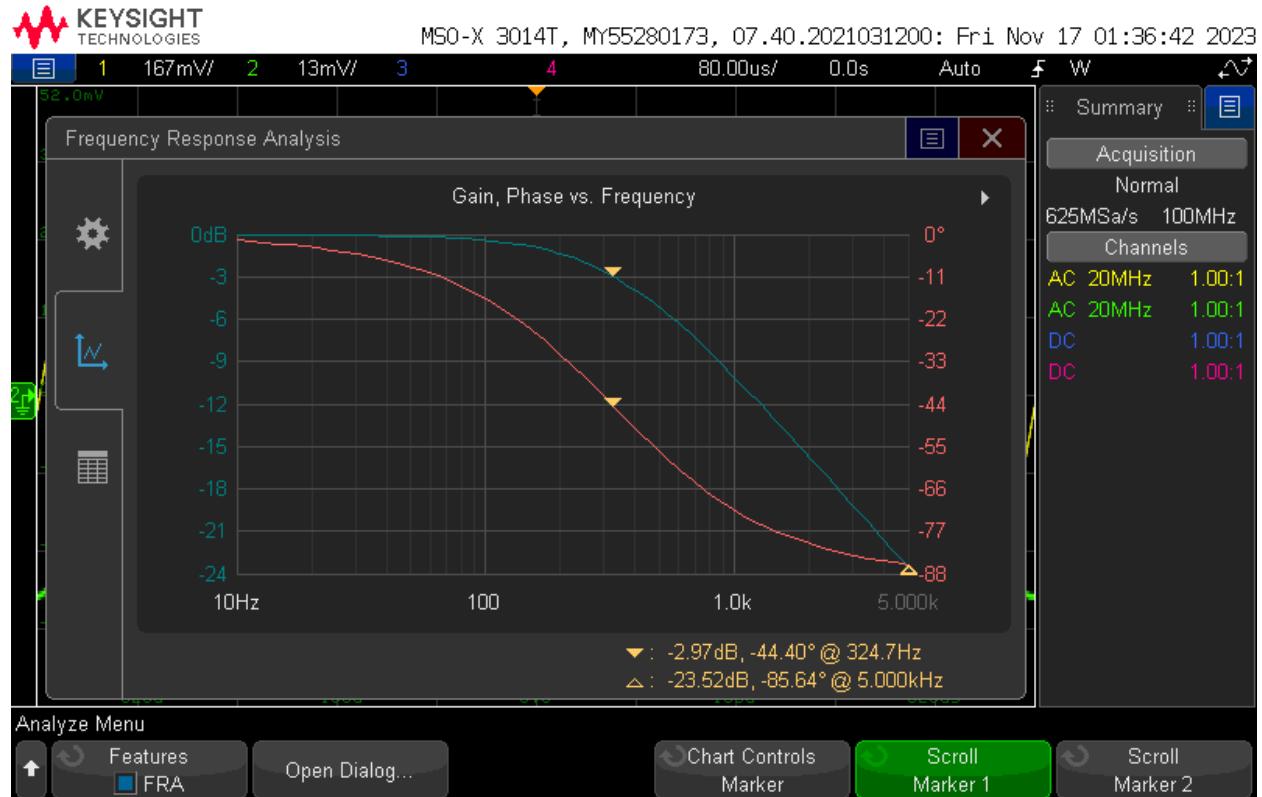 KEYSIGHT
TECHNOLOGIES
MSO-X 3014T, MY55280173, 07.40.2021031200: Fri Nov 17 01:36:42 2023
1 167mV/ 2 13mV/ 3 4 80.00us/ 0.0s Auto W
52.0mV
Summary
Frequency Response Analysis
Acquisition
Normal
625MSa/s 100MHz
Channels
AC 20MHz 1.00:1
AC 20MHz 1.00:1
DC 1.00:1
DC 1.00:1
Gain, Phase vs. Frequency
0dB 0°
-3 -11
-6 -22
-9 -33
-12 -44
-15 -55
-18 -66
-21 -77
-24 -88
10Hz 100 1.0k 5.000k
: -2.97dB, -44.40° @ 324.7Hz
: -23.52dB, -85.64° @ 5.000kHz
Analyze Menu
Features
FRA
Open Dialog...
Chart Controls
Marker
Scroll
Marker 1
Scroll
Marker 2